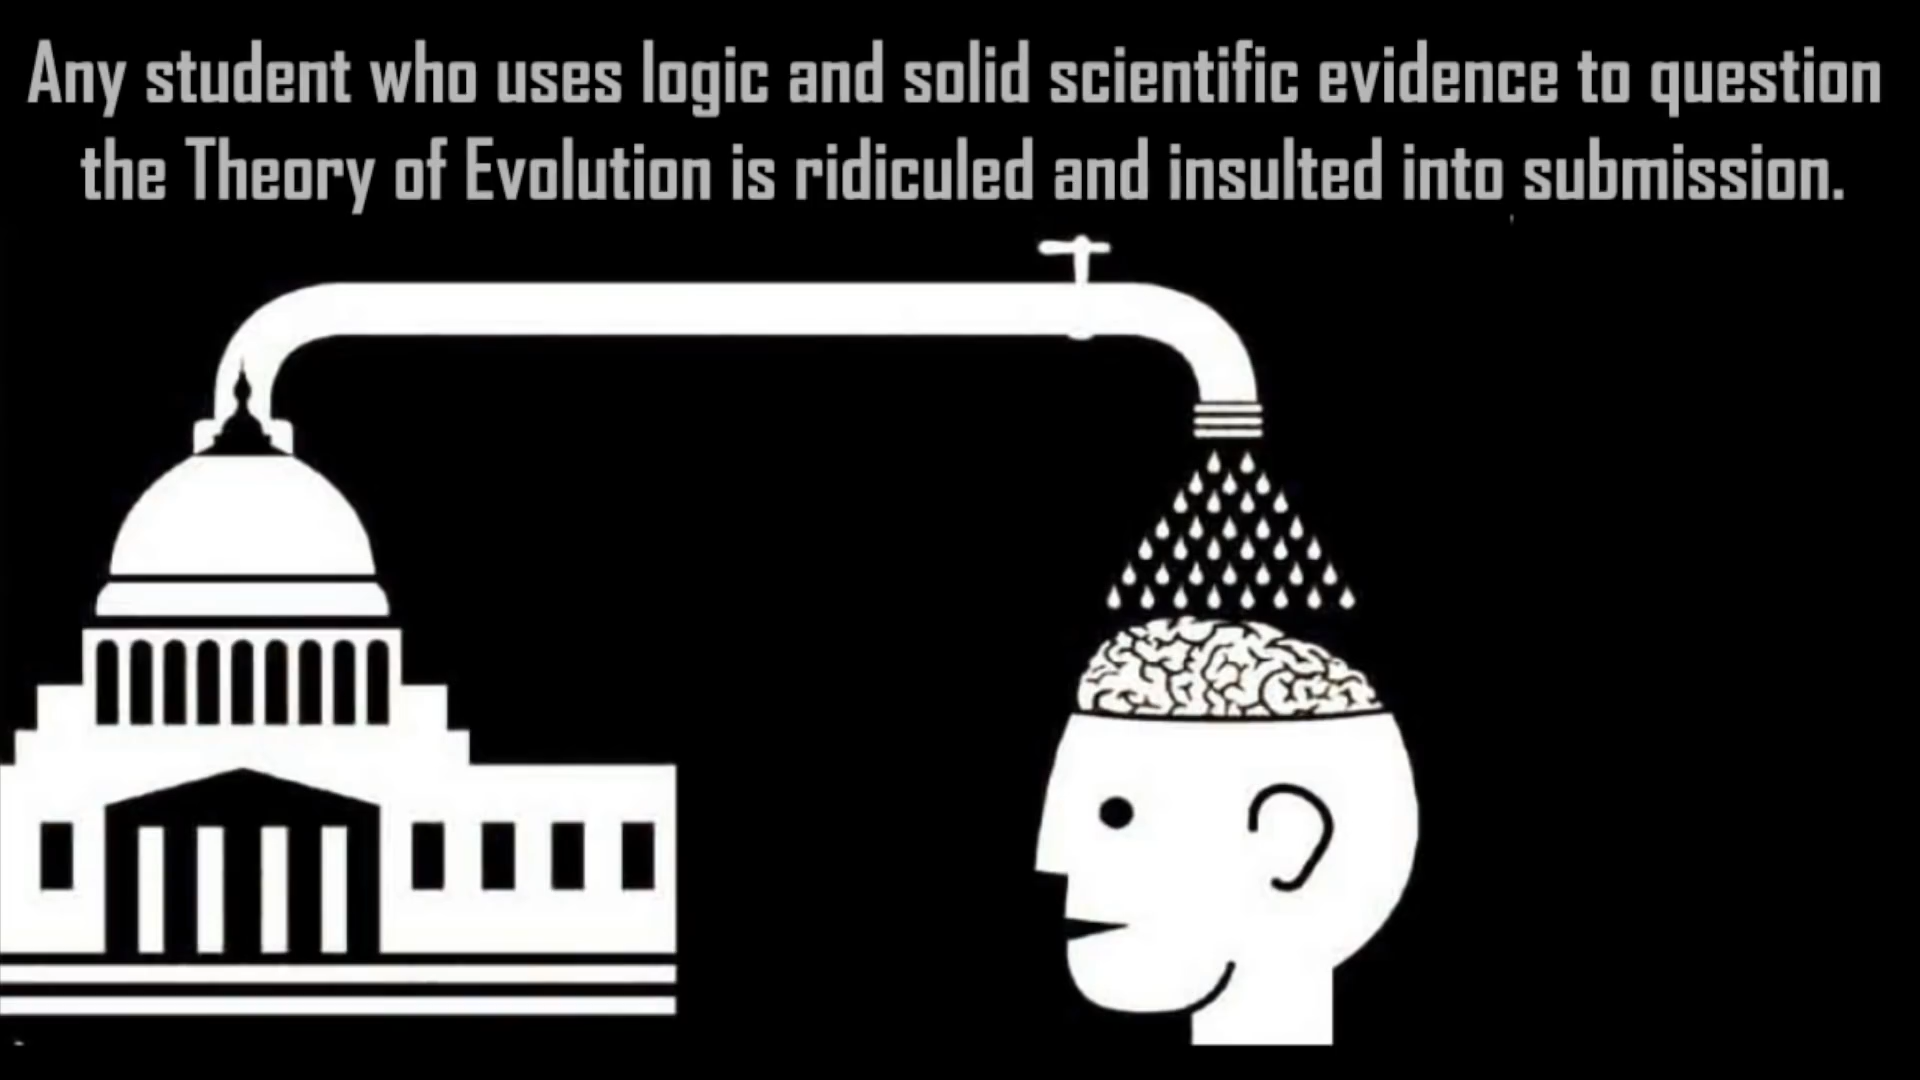 Any student who uses logic and solid scientific evidence to question
the Theory of Evolution is ridiculed and insulted into submission.